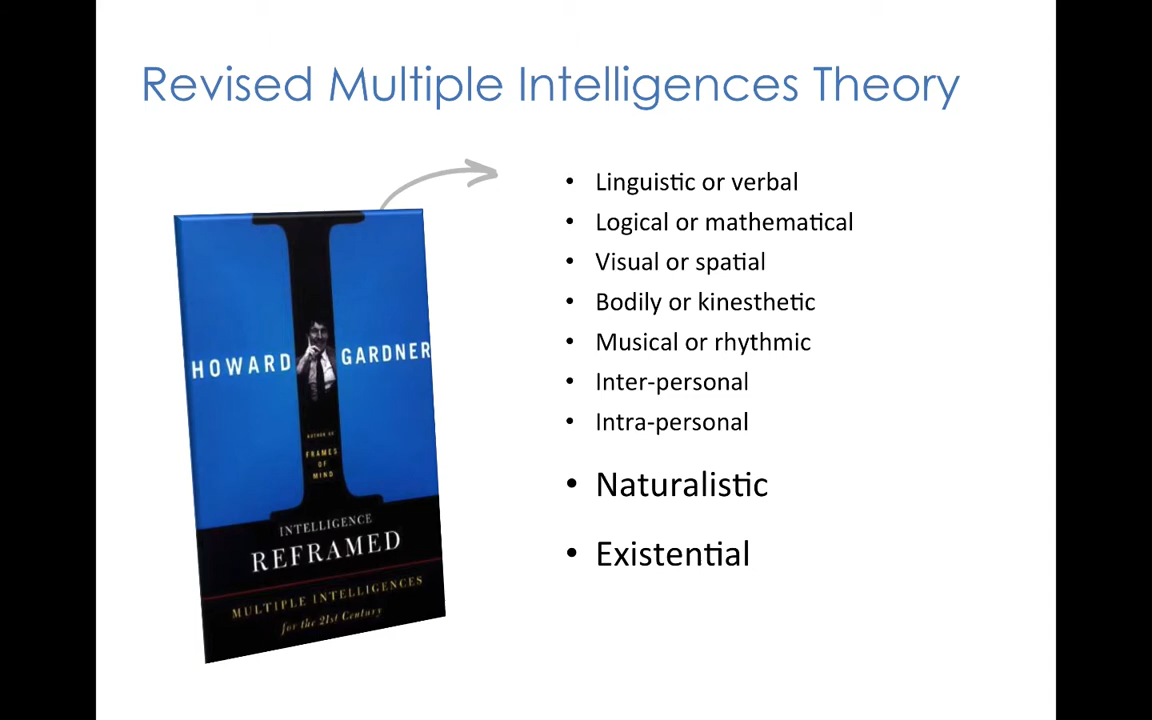 Revised Multiple Intelligences Theory
• Linguistic or verbal
• Logical or mathematical
• Visual or spatial
• Bodily or kinesthetic
• Musical or rhythmic
• Inter-personal
• Intra-personal
• Naturalistic
• Existential
HOWARD GARDNER
AUTHOR OF
FRAMES
OF
MIND
INTELLIGENCE
REFRAMED
MULTIPLE INTELLIGENCES
for the 21st Century